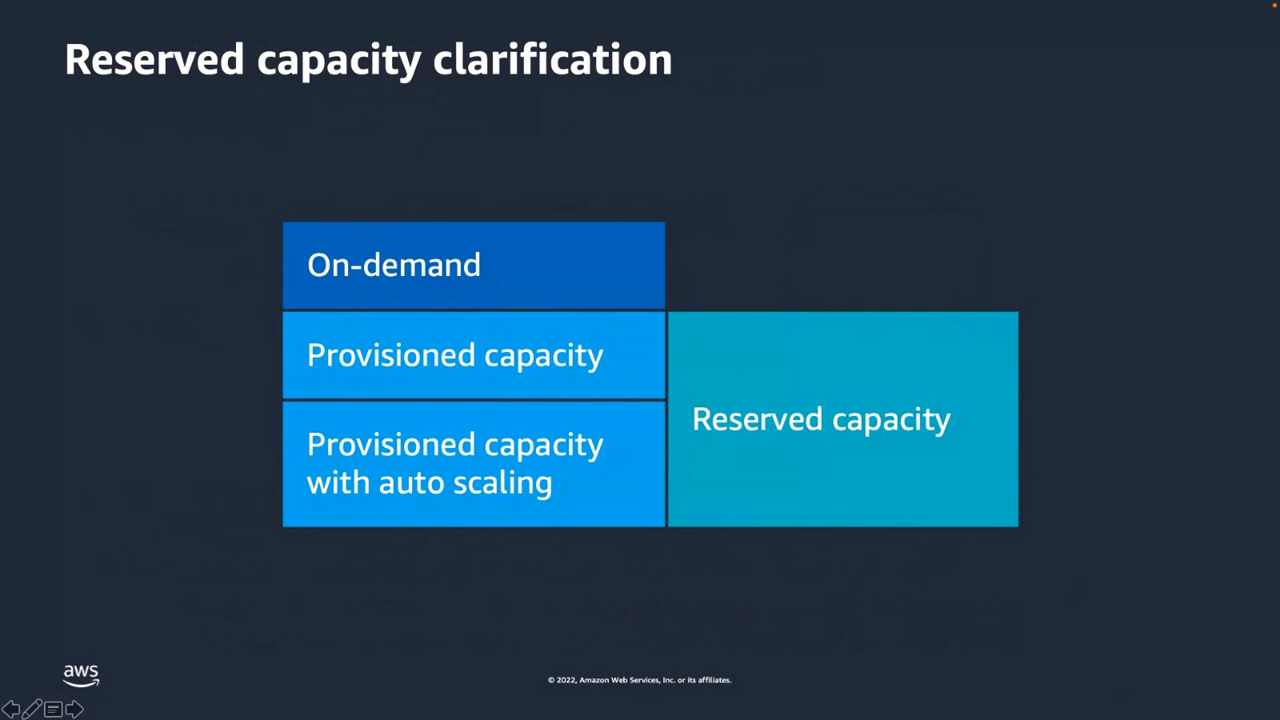 Reserved capacity clarification
On-demand
Provisioned capacity
Provisioned capacity
with auto scaling
Reserved capacity
aws
© 2022, Amazon Web Services, Inc. or its affiliates.